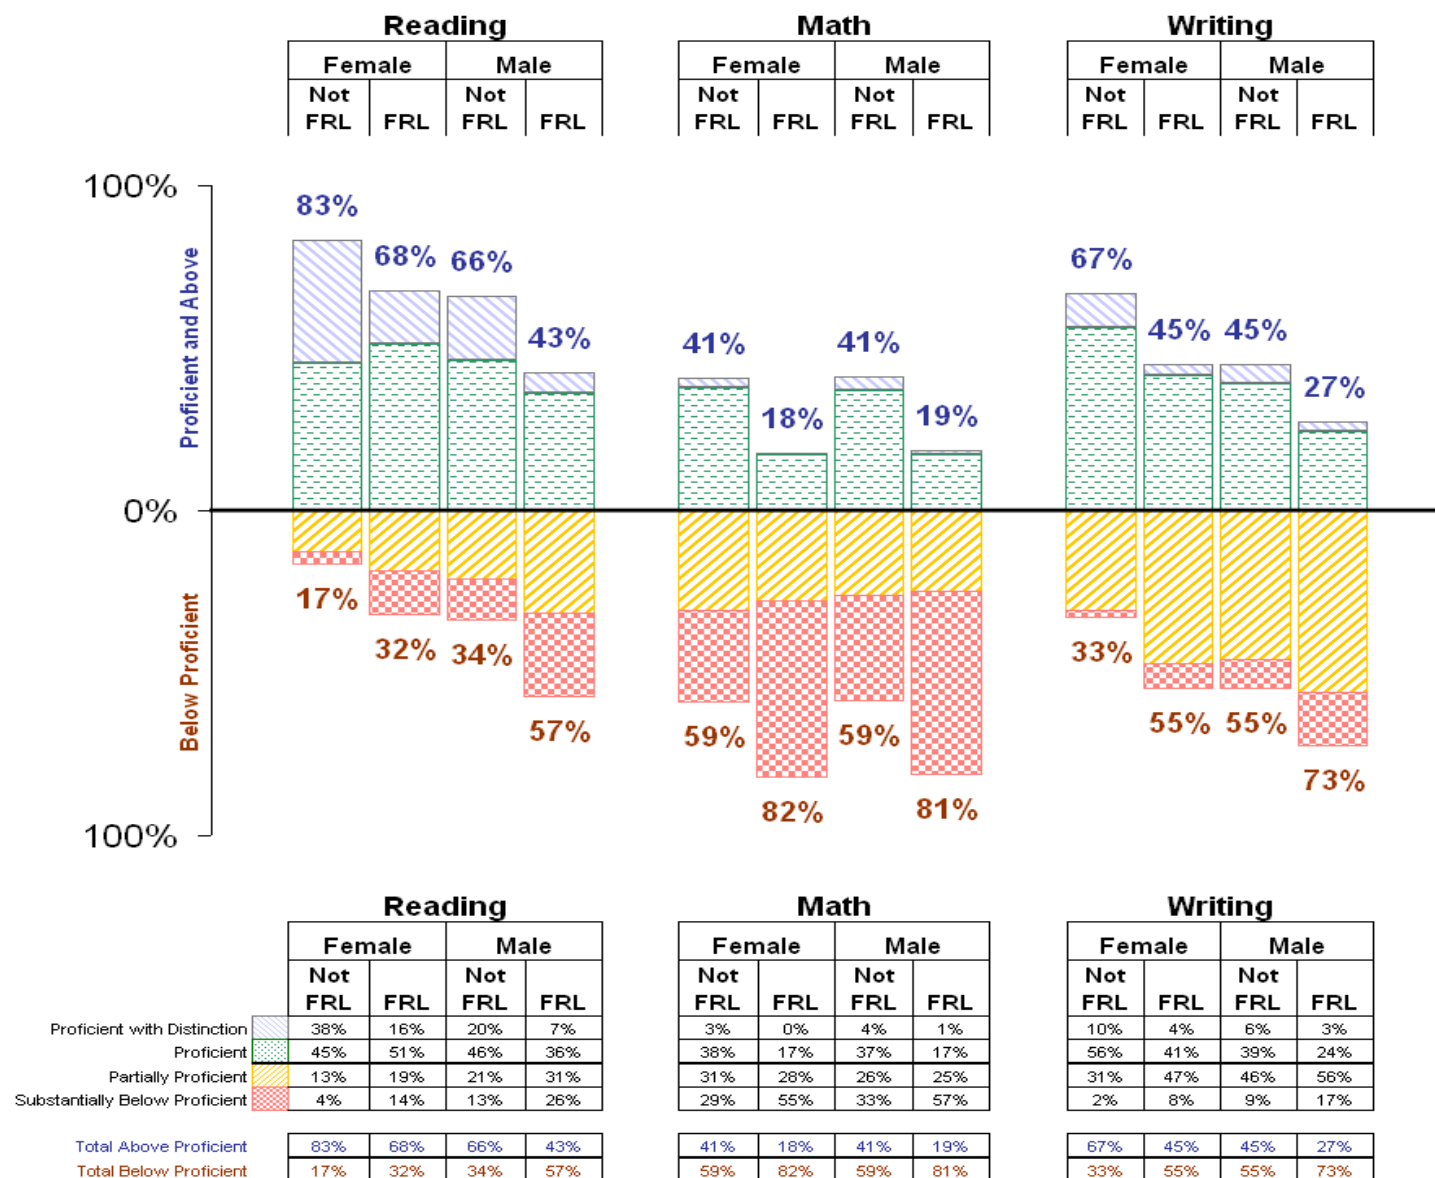 Reading Math Writing
Female Male Female Male Female Male
Not FRL FRL Not FRL FRL Not FRL FRL Not FRL FRL Not FRL FRL Not FRL FRL
100%
83%
68% 66%
43%
41% 41%
18% 19%
67%
45% 45%
27%
Proficient and Above
0%
Below Proficient
17%
32% 34%
57%
59% 59%
82% 81%
33%
55% 55%
73%
100%
Reading Math Writing
Female Male Female Male Female Male
Not FRL FRL Not FRL FRL Not FRL FRL Not FRL FRL Not FRL FRL Not FRL FRL
Proficient with Distinction 38% 16% 20% 7% 3% 0% 4% 1% 10% 4% 6% 3%
Proficient 45% 51% 46% 36% 38% 17% 37% 17% 56% 41% 39% 24%
Partially Proficient 13% 19% 21% 31% 31% 28% 26% 25% 31% 47% 46% 56%
Substantially Below Proficient 4% 14% 13% 26% 29% 55% 33% 57% 2% 8% 9% 17%
Total Above Proficient 83% 68% 66% 43% 41% 18% 41% 19% 67% 45% 45% 27%
Total Below Proficient 17% 32% 34% 57% 59% 82% 59% 81% 33% 55% 55% 73%